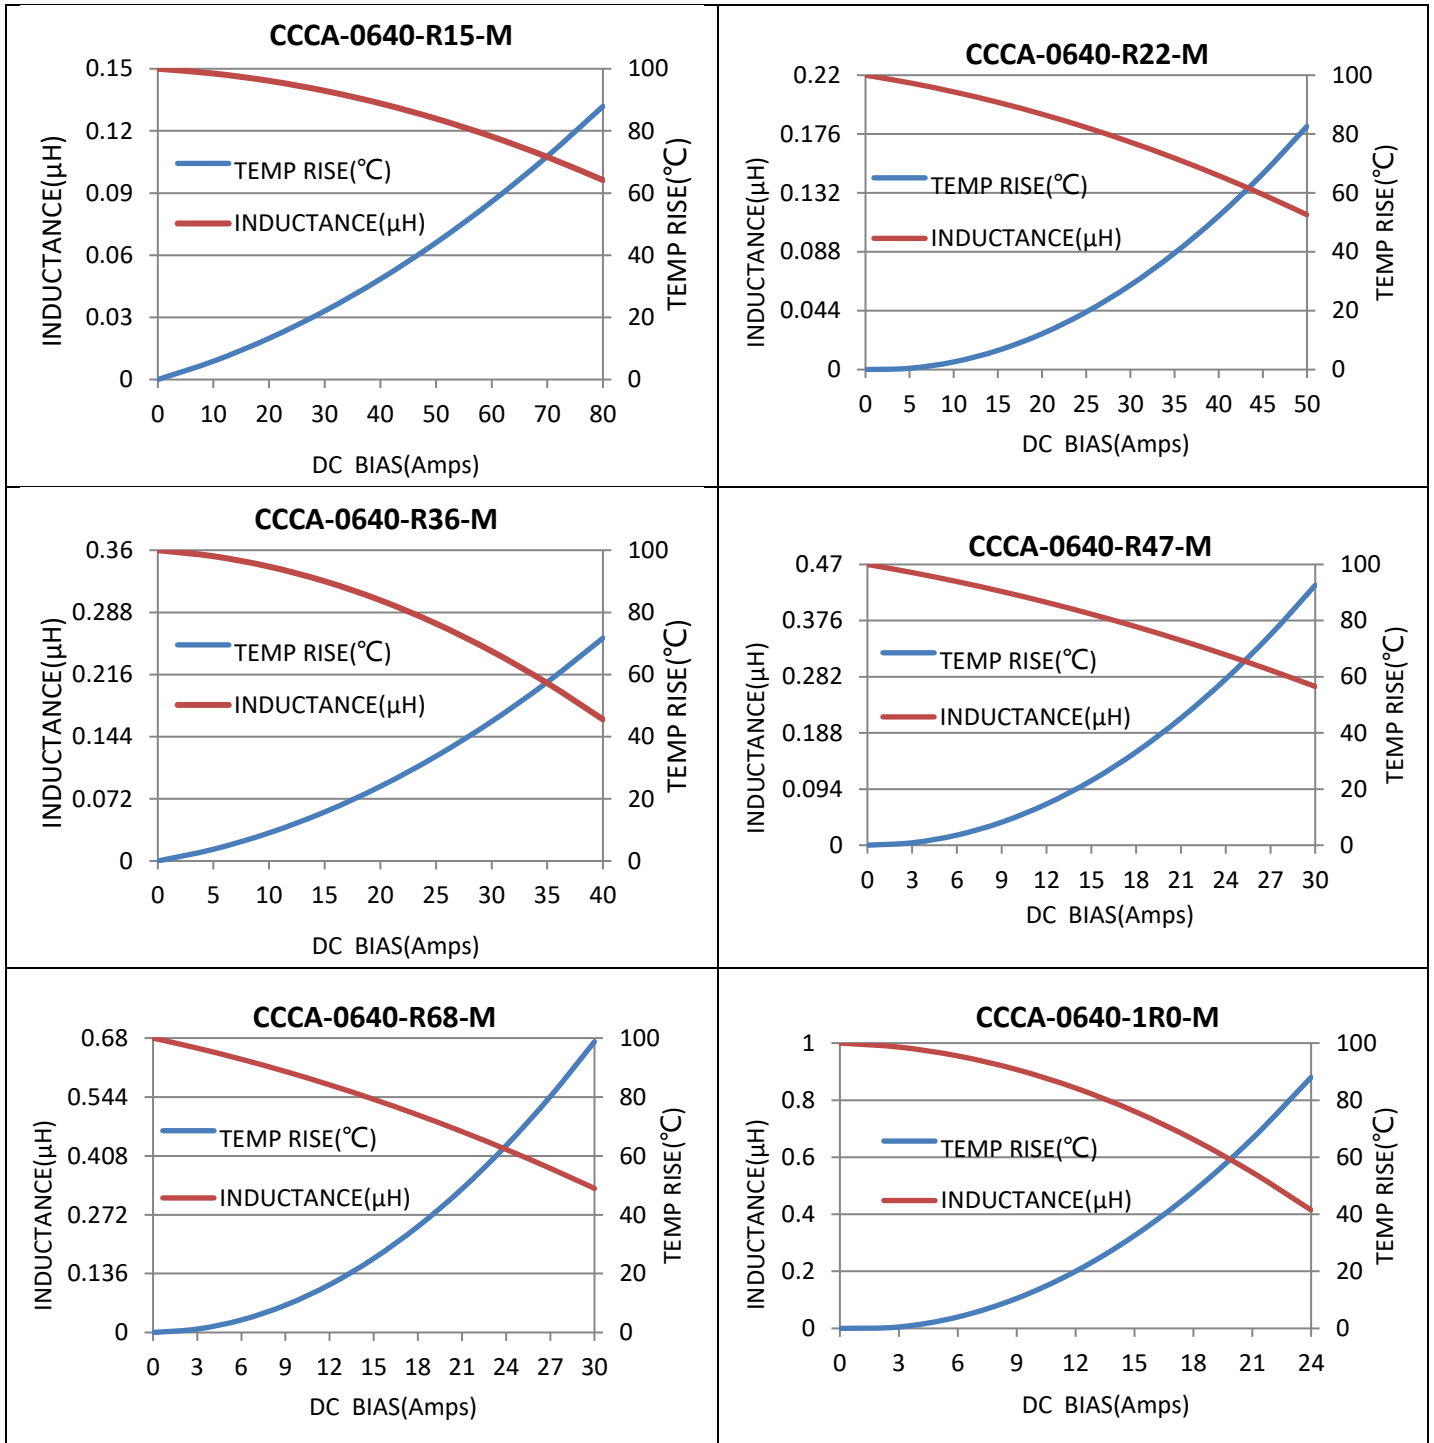 CCCA-0640-R15-M
INDUCTANCE(μH)
0.15
0.12
0.09
0.06
0.03
0
TEMP RISE(℃)
INDUCTANCE(μH)
100
80
60
40
20
0
TEMP RISE(℃)
0 10 20 30 40 50 60 70 80
DC BIAS(Amps)
CCCA-0640-R22-M
INDUCTANCE(μH)
0.22
0.176
0.132
0.088
0.044
0
TEMP RISE(℃)
INDUCTANCE(μH)
100
80
60
40
20
0
TEMP RISE(℃)
0 5 10 15 20 25 30 35 40 45 50
DC BIAS(Amps)
CCCA-0640-R36-M
INDUCTANCE(μH)
0.36
0.288
0.216
0.144
0.072
0
TEMP RISE(℃)
INDUCTANCE(μH)
100
80
60
40
20
0
TEMP RISE(℃)
0 5 10 15 20 25 30 35 40
DC BIAS(Amps)
CCCA-0640-R47-M
INDUCTANCE(μH)
0.47
0.376
0.282
0.188
0.094
0
TEMP RISE(℃)
INDUCTANCE(μH)
100
80
60
40
20
0
TEMP RISE(℃)
0 3 6 9 12 15 18 21 24 27 30
DC BIAS(Amps)
CCCA-0640-R68-M
INDUCTANCE(μH)
0.68
0.544
0.408
0.272
0.136
0
TEMP RISE(℃)
INDUCTANCE(μH)
100
80
60
40
20
0
TEMP RISE(℃)
0 3 6 9 12 15 18 21 24 27 30
DC BIAS(Amps)
CCCA-0640-1R0-M
INDUCTANCE(μH)
1
0.8
0.6
0.4
0.2
0
TEMP RISE(℃)
INDUCTANCE(μH)
100
80
60
40
20
0
TEMP RISE(℃)
0 3 6 9 12 15 18 21 24
DC BIAS(Amps)